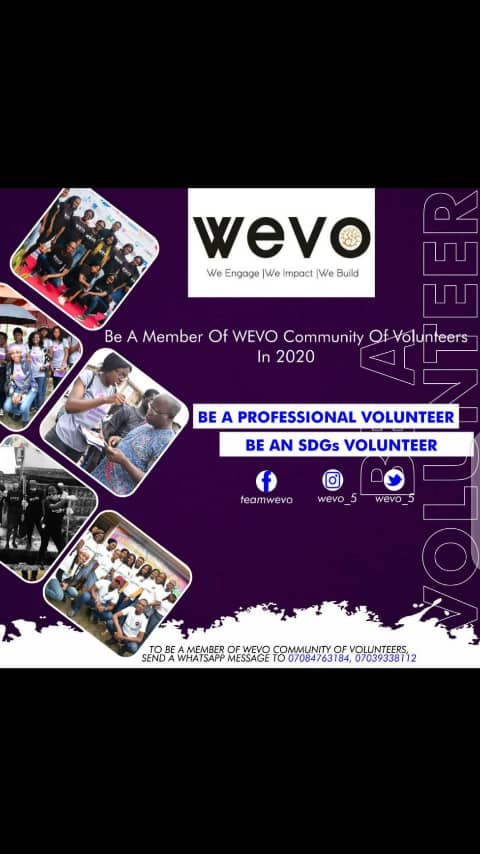 wevo
We Engage |We Impact |We Build
Be A Member Of WEVO Community Of Volunteers
In 2020
BE A PROFESSIONAL VOLUNTEER
BE AN SDGs VOLUNTEER
teamwevo
wevo_5
wevo_5
BE A
VOLUNTEER
TO BE A MEMBER OF WEVO COMMUNITY OF VOLUNTEERS,
SEND A WHATSAPP MESSAGE TO 07084763184, 07039338112